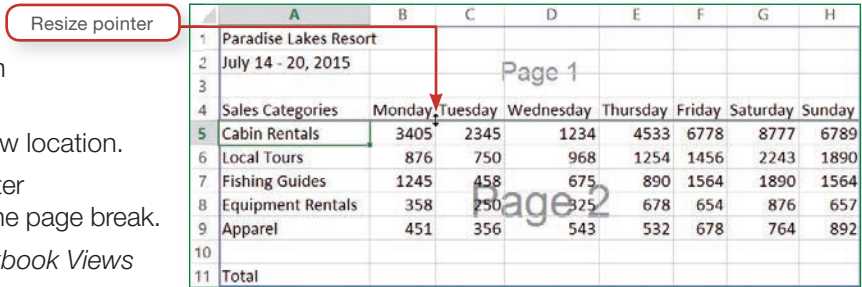 Resize pointer
n
w location.
ter
ne page break.
kbook Views
A B C D E F G H
1 Paradise Lakes Resort
2 July 14 - 20, 2015
Page 1
3
4 Sales Categories Monday Tuesday Wednesday Thursday Friday Saturday Sunday
5 Cabin Rentals 3405 2345 1234 4533 6778 8777 6789
6 Local Tours 876 750 968 1254 1456 2243 1890
7 Fishing Guides 1245 458 675 890 1564 1890 1564
Page 2
8 Equipment Rentals 358 250 325 678 654 876 657
9 Apparel 451 356 543 532 678 764 892
10
11 Total